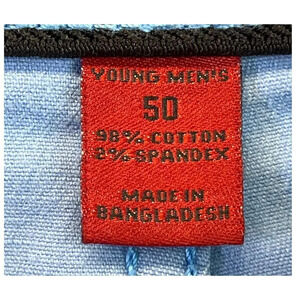 YOUNG MEN'S
50
98% COTTON
2% SPANDEX
MADE IN
BANGLADESH